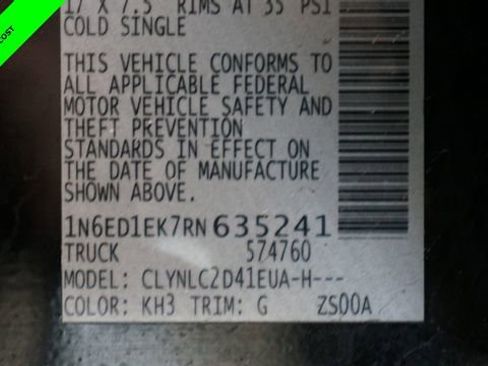 COST
17 X 7.5 RIMS AT 35 PSI
COLD SINGLE
THIS VEHICLE CONFORMS TO
ALL APPLICABLE FEDERAL
MOTOR VEHICLE SAFETY AND
THEFT PREVENTION
STANDARDS IN EFFECT ON
THE DATE OF MANUFACTURE
SHOWN ABOVE.
1N6ED1EK7RN635241
TRUCK 574760
MODEL: CLYNLC2D41EUA-H---
COLOR: KH3 TRIM: G ZS00A